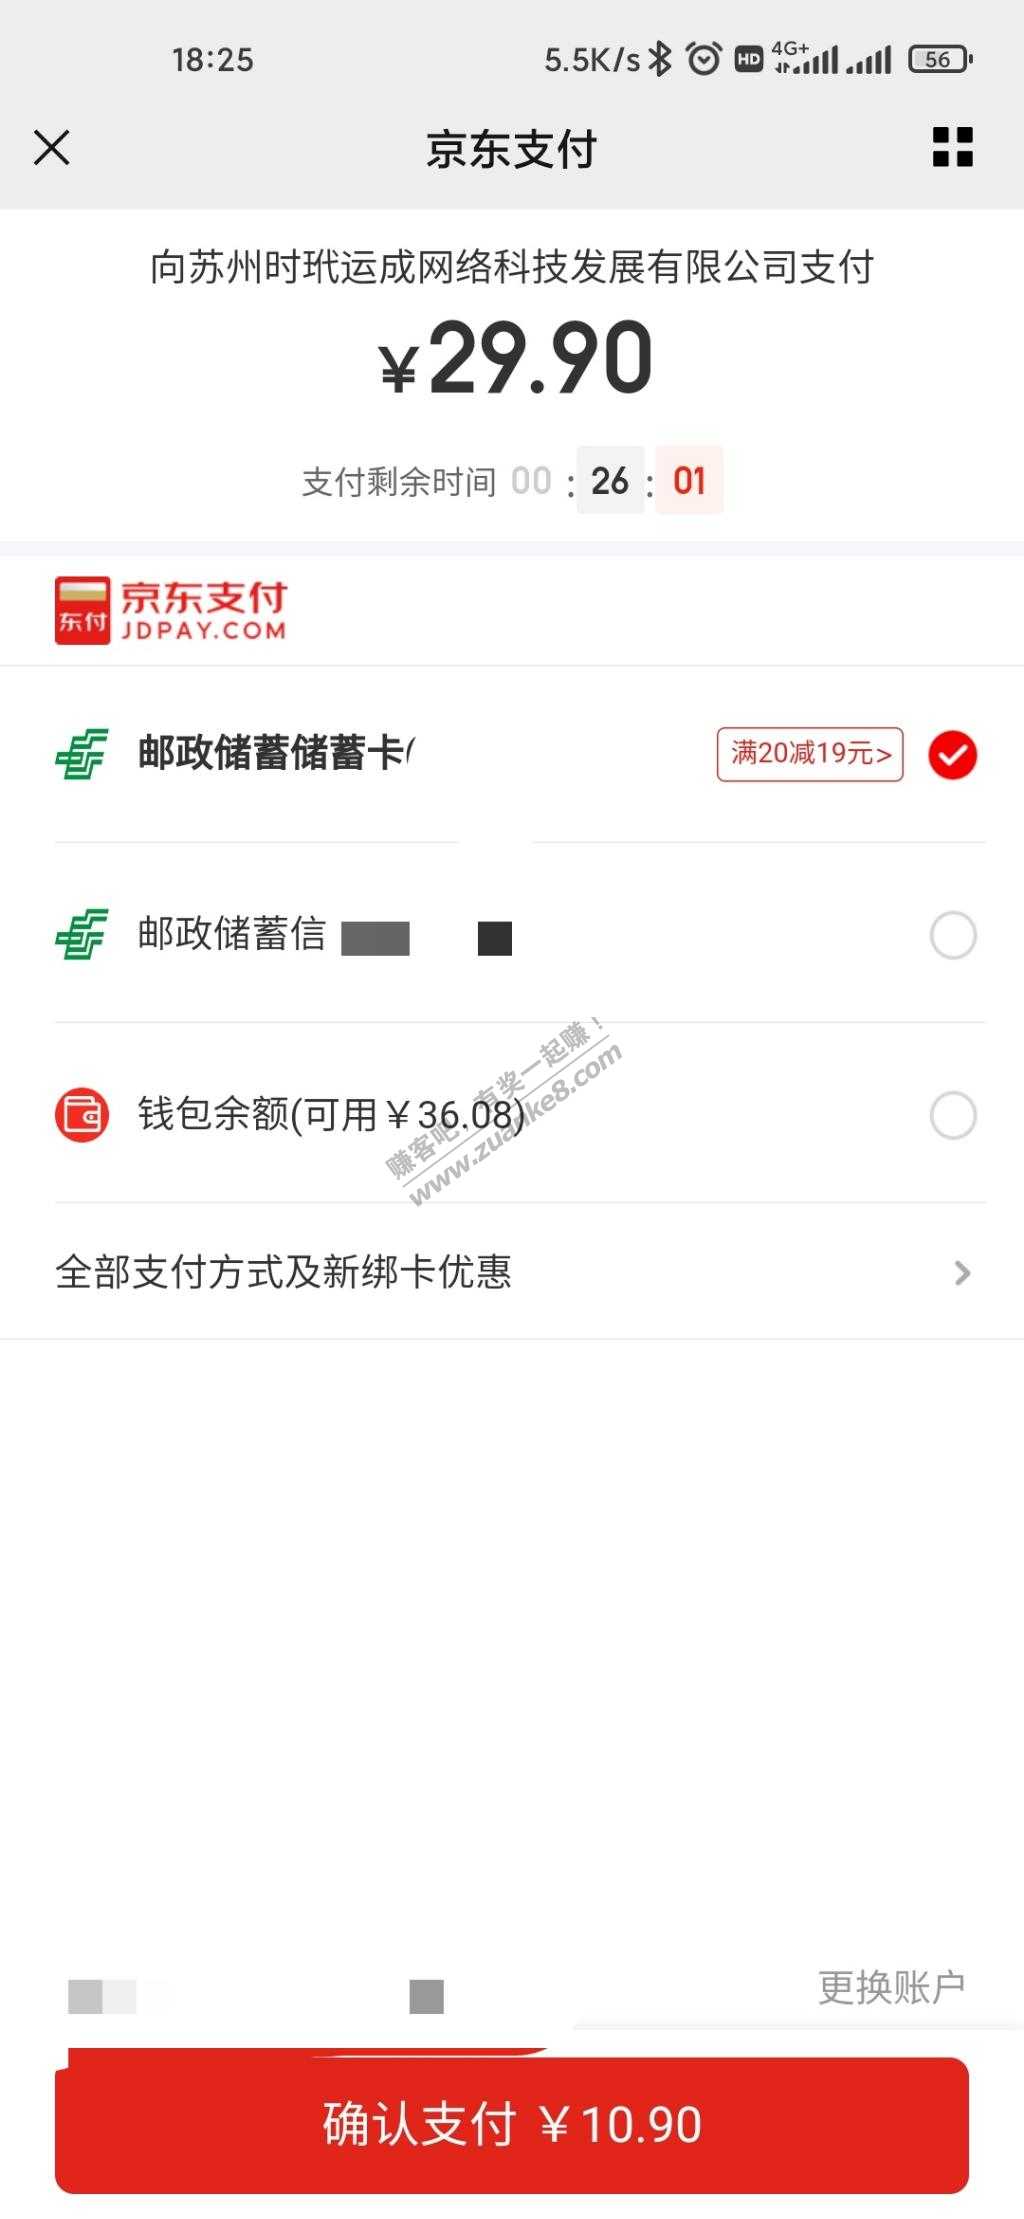 18:25 5.5K/s HD 4G+ 56
京东支付
向苏州时玳运成网络科技发展有限公司支付
¥29.90
支付剩余时间 00 : 26 : 01
东付 京东支付
JDPAY.COM
邮政储蓄储蓄卡( 满20减19元>
邮政储蓄信
钱包余额(可用¥36.08)
赚客吧，有奖一起赚！
www.zuanke8.com
全部支付方式及新绑卡优惠
更换账户
确认支付 ¥10.90